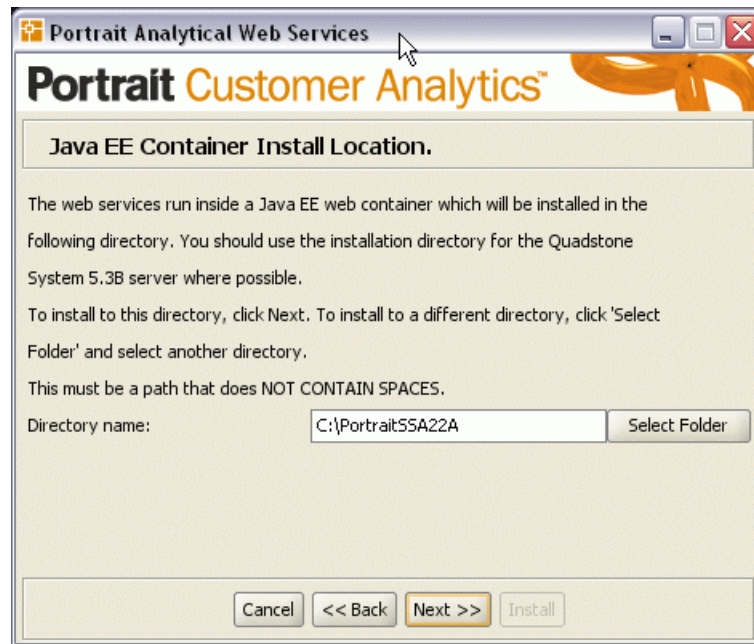 Portrait Analytical Web Services
Portrait Customer Analytics™
Java EE Container Install Location.
The web services run inside a Java EE web container which will be installed in the
following directory. You should use the installation directory for the Quadstone
System 5.3B server where possible.
To install to this directory, click Next. To install to a different directory, click 'Select
Folder' and select another directory.
This must be a path that does NOT CONTAIN SPACES.
Directory name: C:\PortraitSSA22A Select Folder
Cancel << Back Next >> Install